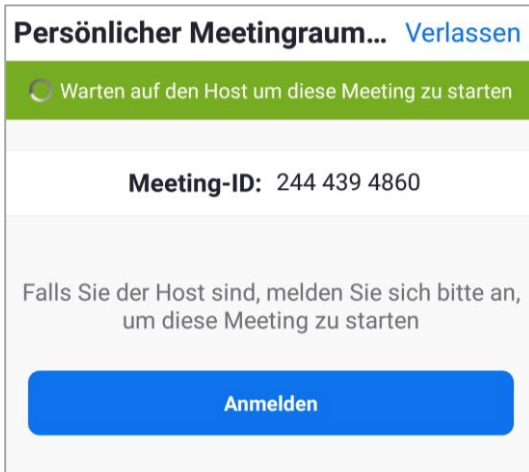 Persönlicher Meetingraum... Verlassen
Warten auf den Host um diese Meeting zu starten
Meeting-ID: 244 439 4860
Falls Sie der Host sind, melden Sie sich bitte an,
um diese Meeting zu starten
Anmelden